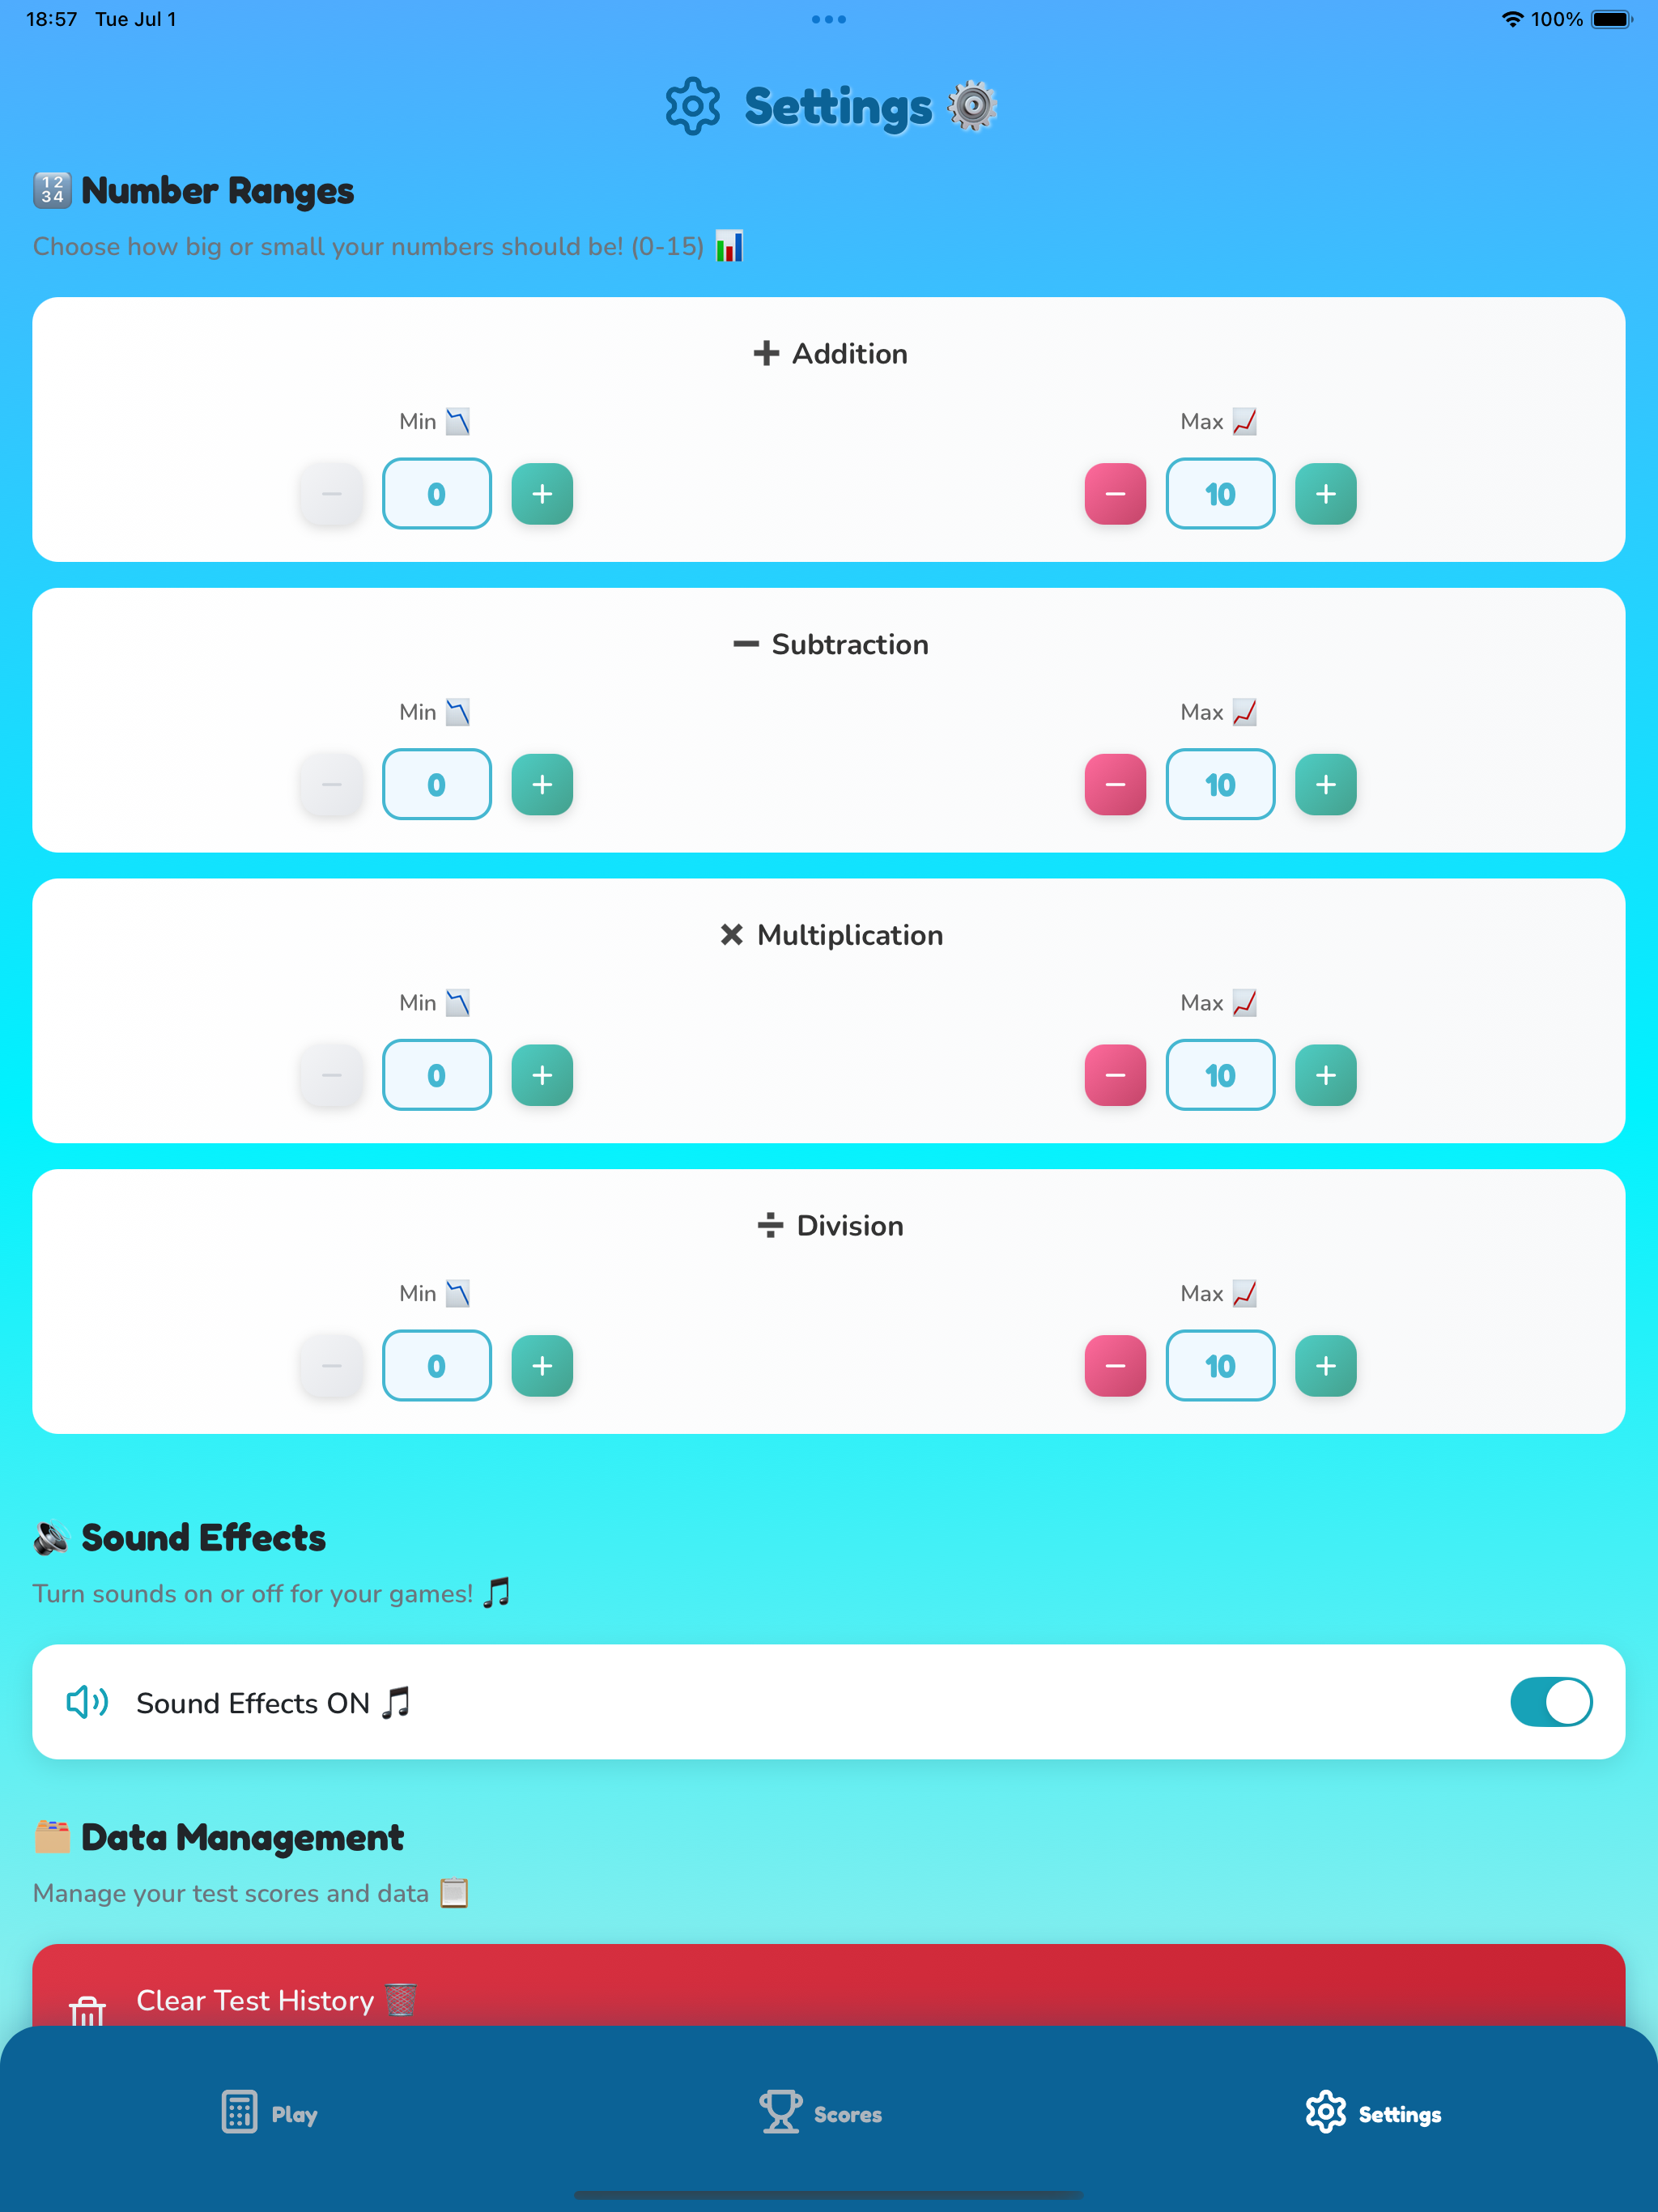 18:57 Tue Jul 1
100%
Settings
Number Ranges
Choose how big or small your numbers should be! (0-15)
+ Addition
Min
Max
− 0 +
− 10 +
− Subtraction
Min
Max
− 0 +
− 10 +
× Multiplication
Min
Max
− 0 +
− 10 +
÷ Division
Min
Max
− 0 +
− 10 +
Sound Effects
Turn sounds on or off for your games!
Sound Effects ON
Data Management
Manage your test scores and data
Clear Test History
Play
Scores
Settings